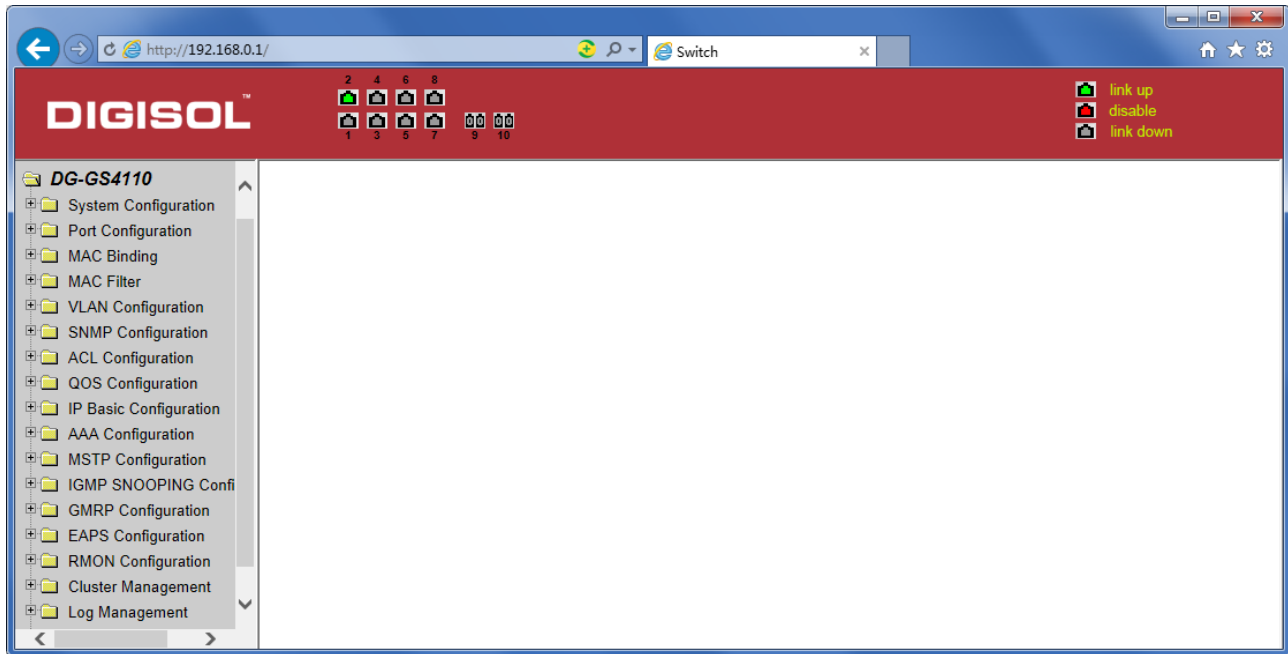 http://192.168.0.1/
Switch
DIGISOL™
2 4 6 8
1 3 5 7 9 10
link up
disable
link down
DG-GS4110
System Configuration
Port Configuration
MAC Binding
MAC Filter
VLAN Configuration
SNMP Configuration
ACL Configuration
QOS Configuration
IP Basic Configuration
AAA Configuration
MSTP Configuration
IGMP SNOOPING Confi
GMRP Configuration
EAPS Configuration
RMON Configuration
Cluster Management
Log Management